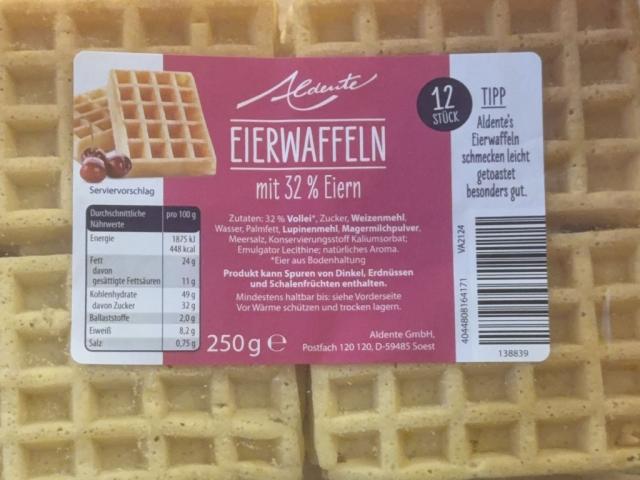 Aldente
EIERWAFFELN
mit 32 % Eiern
12
STÜCK
TIPP
Aldente's
Eierwaffeln
schmecken leicht
getoastet
besonders gut.
Serviervorschlag
Durchschnittliche pro 100 g
Nährwerte
Energie 1875 kJ
448 kcal
Fett 24 g
davon
gesättigte Fettsäuren 11 g
Kohlenhydrate 49 g
davon Zucker 32 g
Ballaststoffe 2,0 g
Eiweiß 8,2 g
Salz 0,75 g
Zutaten: 32 % Vollei*, Zucker, Weizenmehl,
Wasser, Palmfett, Lupinenmehl, Magermilchpulver,
Meersalz, Konservierungsstoff Kaliumsorbat;
Emulgator Lecithine; natürliches Aroma.
*Eier aus Bodenhaltung
Produkt kann Spuren von Dinkel, Erdnüssen
und Schalenfrüchten enthalten.
Mindestens haltbar bis: siehe Vorderseite
Vor Wärme schützen und trocken lagern.
250 g e
Aldente GmbH,
Postfach 120 120, D-59485 Soest
VA2124
4044808164171
138839